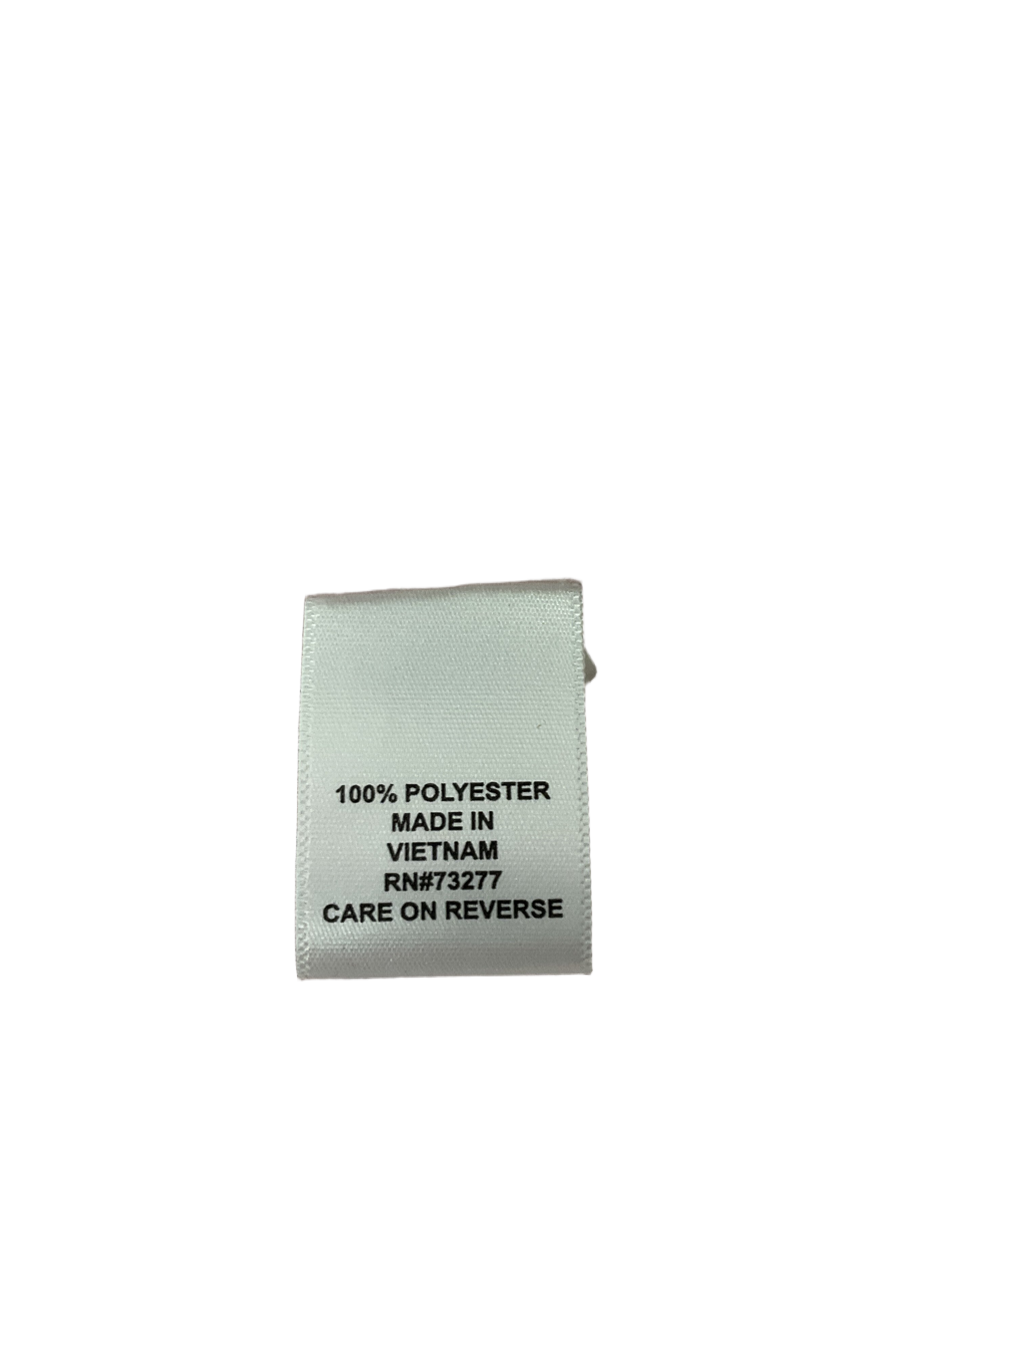 100% POLYESTER
MADE IN
VIETNAM
RN#73277
CARE ON REVERSE